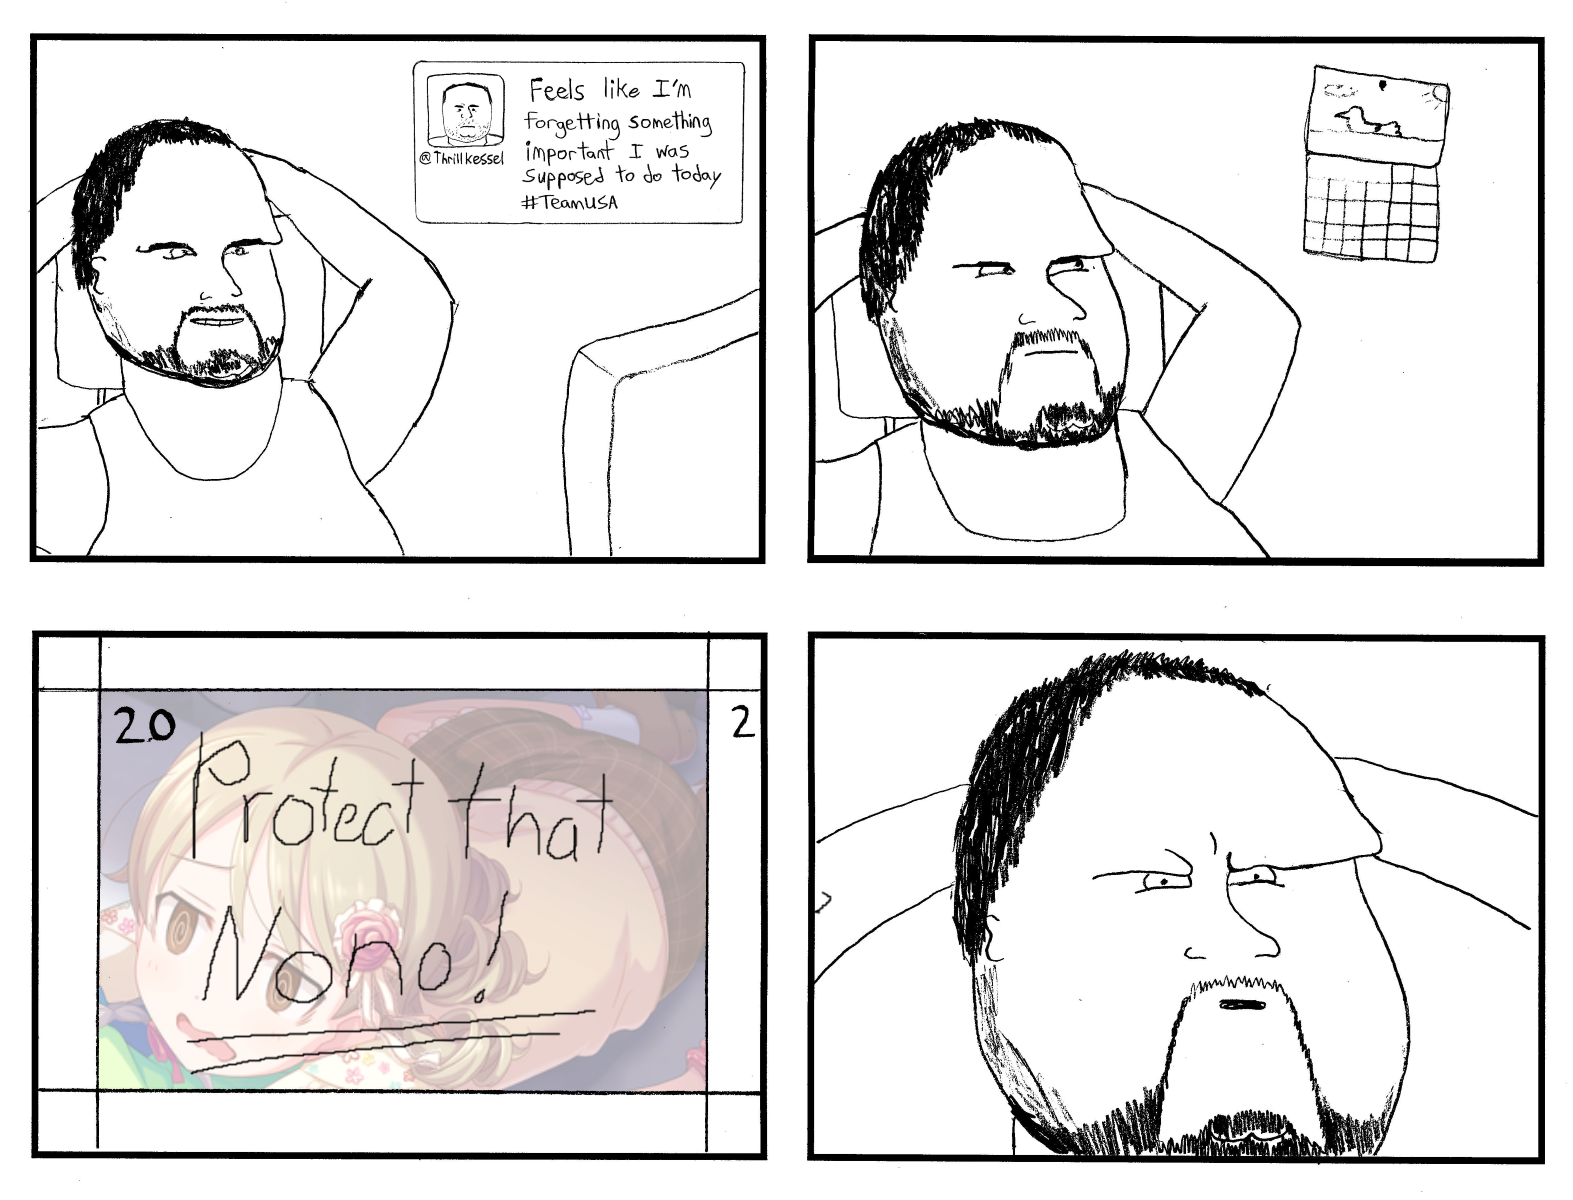 Feels like I'm
forgetting something
@Thrillkessel
important I was
supposed to do today
#TeamUSA
20
2
Protect that
Nono!